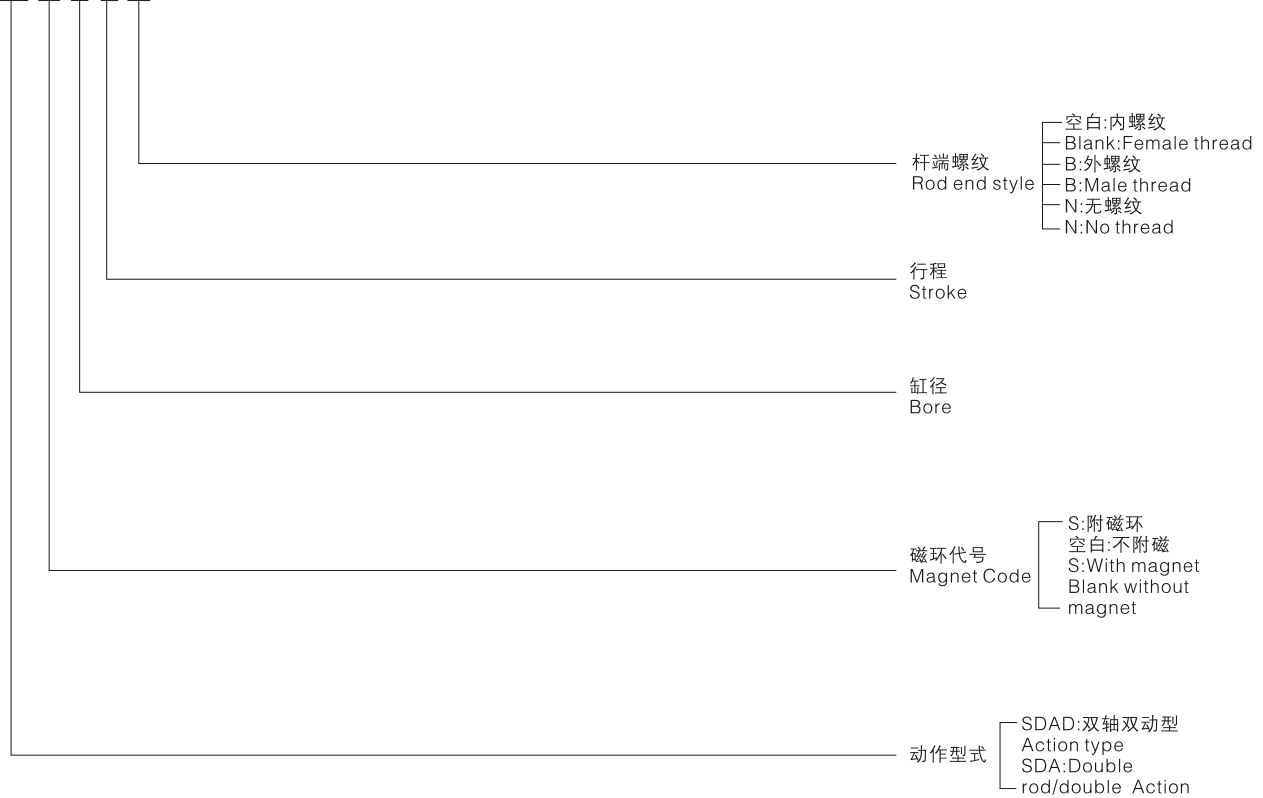 杆端螺纹
Rod end style
空白:内螺纹
Blank:Female thread
B:外螺纹
B:Male thread
N:无螺纹
N:No thread
行程
Stroke
缸径
Bore
磁环代号
Magnet Code
S:附磁环
空白:不附磁
S:With magnet
Blank without
magnet
动作型式
SDAD:双轴双动型
Action type
SDA:Double
rod/double Action